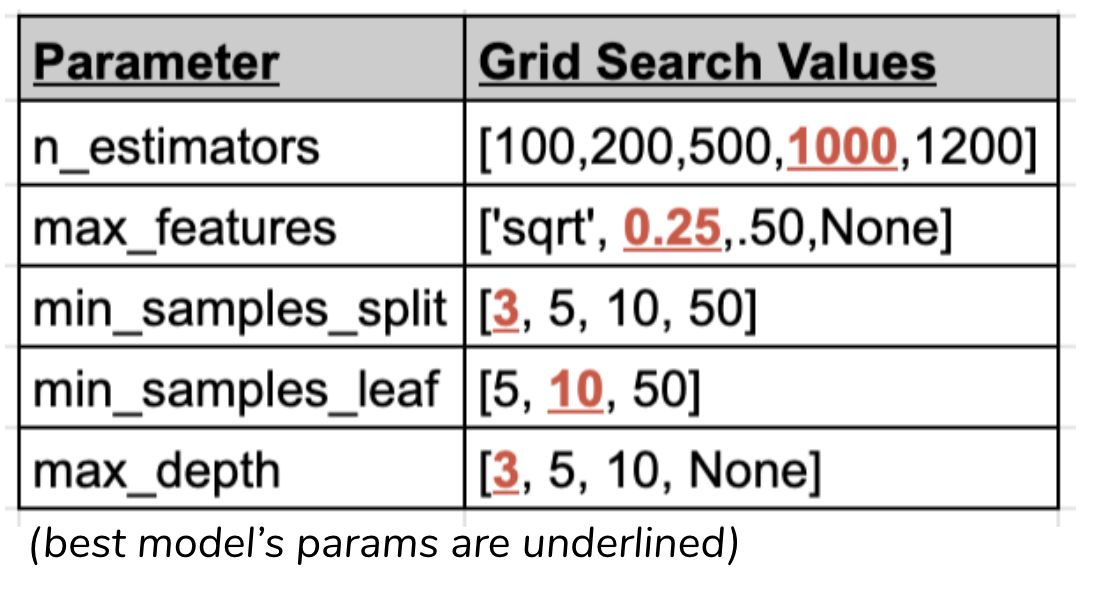 Parameter Grid Search Values
n_estimators [100,200,500,1000,1200]
max_features ['sqrt', 0.25,.50,None]
min_samples_split [3, 5, 10, 50]
min_samples_leaf [5, 10, 50]
max_depth [3, 5, 10, None]
(best model’s params are underlined)